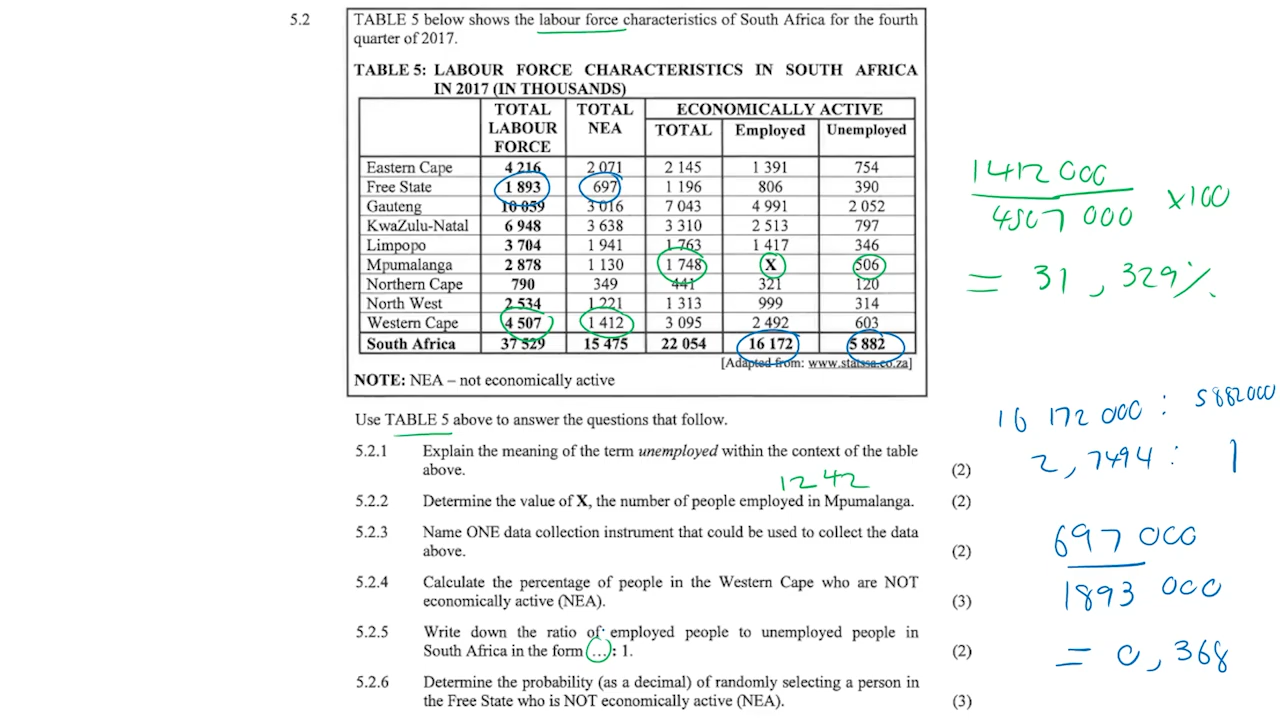 5.2 TABLE 5 below shows the labour force characteristics of South Africa for the fourth
quarter of 2017.
TABLE 5: LABOUR FORCE CHARACTERISTICS IN SOUTH AFRICA
IN 2017 (IN THOUSANDS)
TOTAL LABOUR FORCE TOTAL NEA ECONOMICALLY ACTIVE
TOTAL Employed Unemployed
Eastern Cape 4 216 2 071 2 145 1 391 754
Free State 1 893 697 1 196 806 390
Gauteng 10 059 3 016 7 043 4 991 2 052
KwaZulu-Natal 6 948 3 638 3 310 2 513 797
Limpopo 3 704 1 941 1 763 1 417 346
Mpumalanga 2 878 1 130 1 748 X 506
Northern Cape 790 349 441 321 120
North West 2 534 1 221 1 313 999 314
Western Cape 4 507 1 412 3 095 2 492 603
South Africa 37 529 15 475 22 054 16 172 5 882
[Adapted from: www.statssa.co.za]
NOTE: NEA – not economically active
Use TABLE 5 above to answer the questions that follow.
5.2.1 Explain the meaning of the term unemployed within the context of the table
above. (2)
1242
5.2.2 Determine the value of X, the number of people employed in Mpumalanga. (2)
5.2.3 Name ONE data collection instrument that could be used to collect the data
above. (2)
5.2.4 Calculate the percentage of people in the Western Cape who are NOT
economically active (NEA). (3)
5.2.5 Write down the ratio of employed people to unemployed people in
South Africa in the form ... : 1. (2)
5.2.6 Determine the probability (as a decimal) of randomly selecting a person in
the Free State who is NOT economically active (NEA). (3)
1412 000
4507 000 ×100
= 31,329%
16 172 000 : 5882000
2,7494 : 1
697 000
1893 000
= 0,368